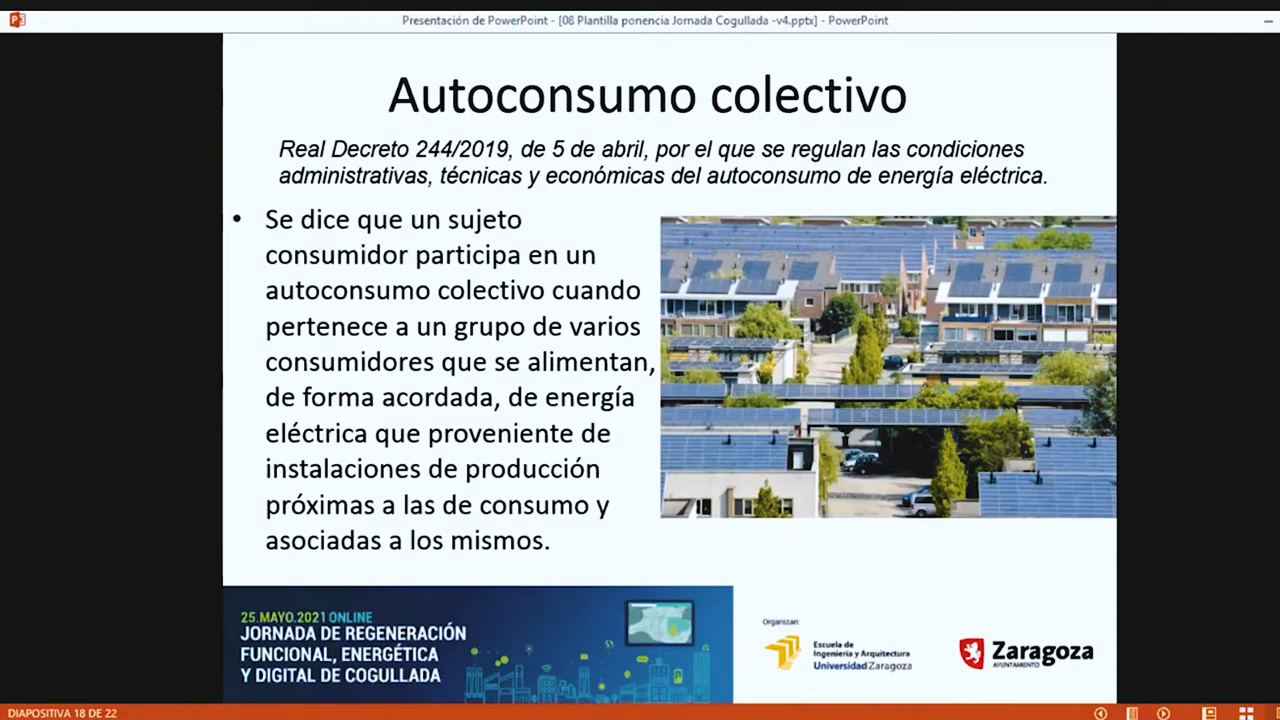 Presentación de PowerPoint - [08 Plantilla ponencia Jornada Cogullada -v4.pptx] - PowerPoint
Autoconsumo colectivo
Real Decreto 244/2019, de 5 de abril, por el que se regulan las condiciones
administrativas, técnicas y económicas del autoconsumo de energía eléctrica.
• Se dice que un sujeto
consumidor participa en un
autoconsumo colectivo cuando
pertenece a un grupo de varios
consumidores que se alimentan,
de forma acordada, de energía
eléctrica que proveniente de
instalaciones de producción
próximas a las de consumo y
asociadas a los mismos.
25.MAYO.2021 ONLINE
JORNADA DE REGENERACIÓN
FUNCIONAL, ENERGÉTICA
Y DIGITAL DE COGULLADA
Organizan:
Escuela de
Ingeniería y Arquitectura
Universidad Zaragoza
Zaragoza
AYUNTAMIENTO
DIAPOSITIVA 18 DE 22